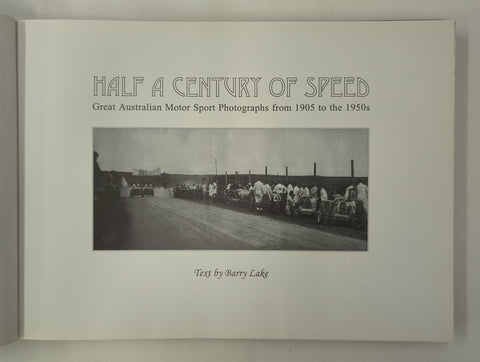 HALF A CENTURY OF SPEED
Great Australian Motor Sport Photographs from 1905 to the 1950s
Text by Barry Lake